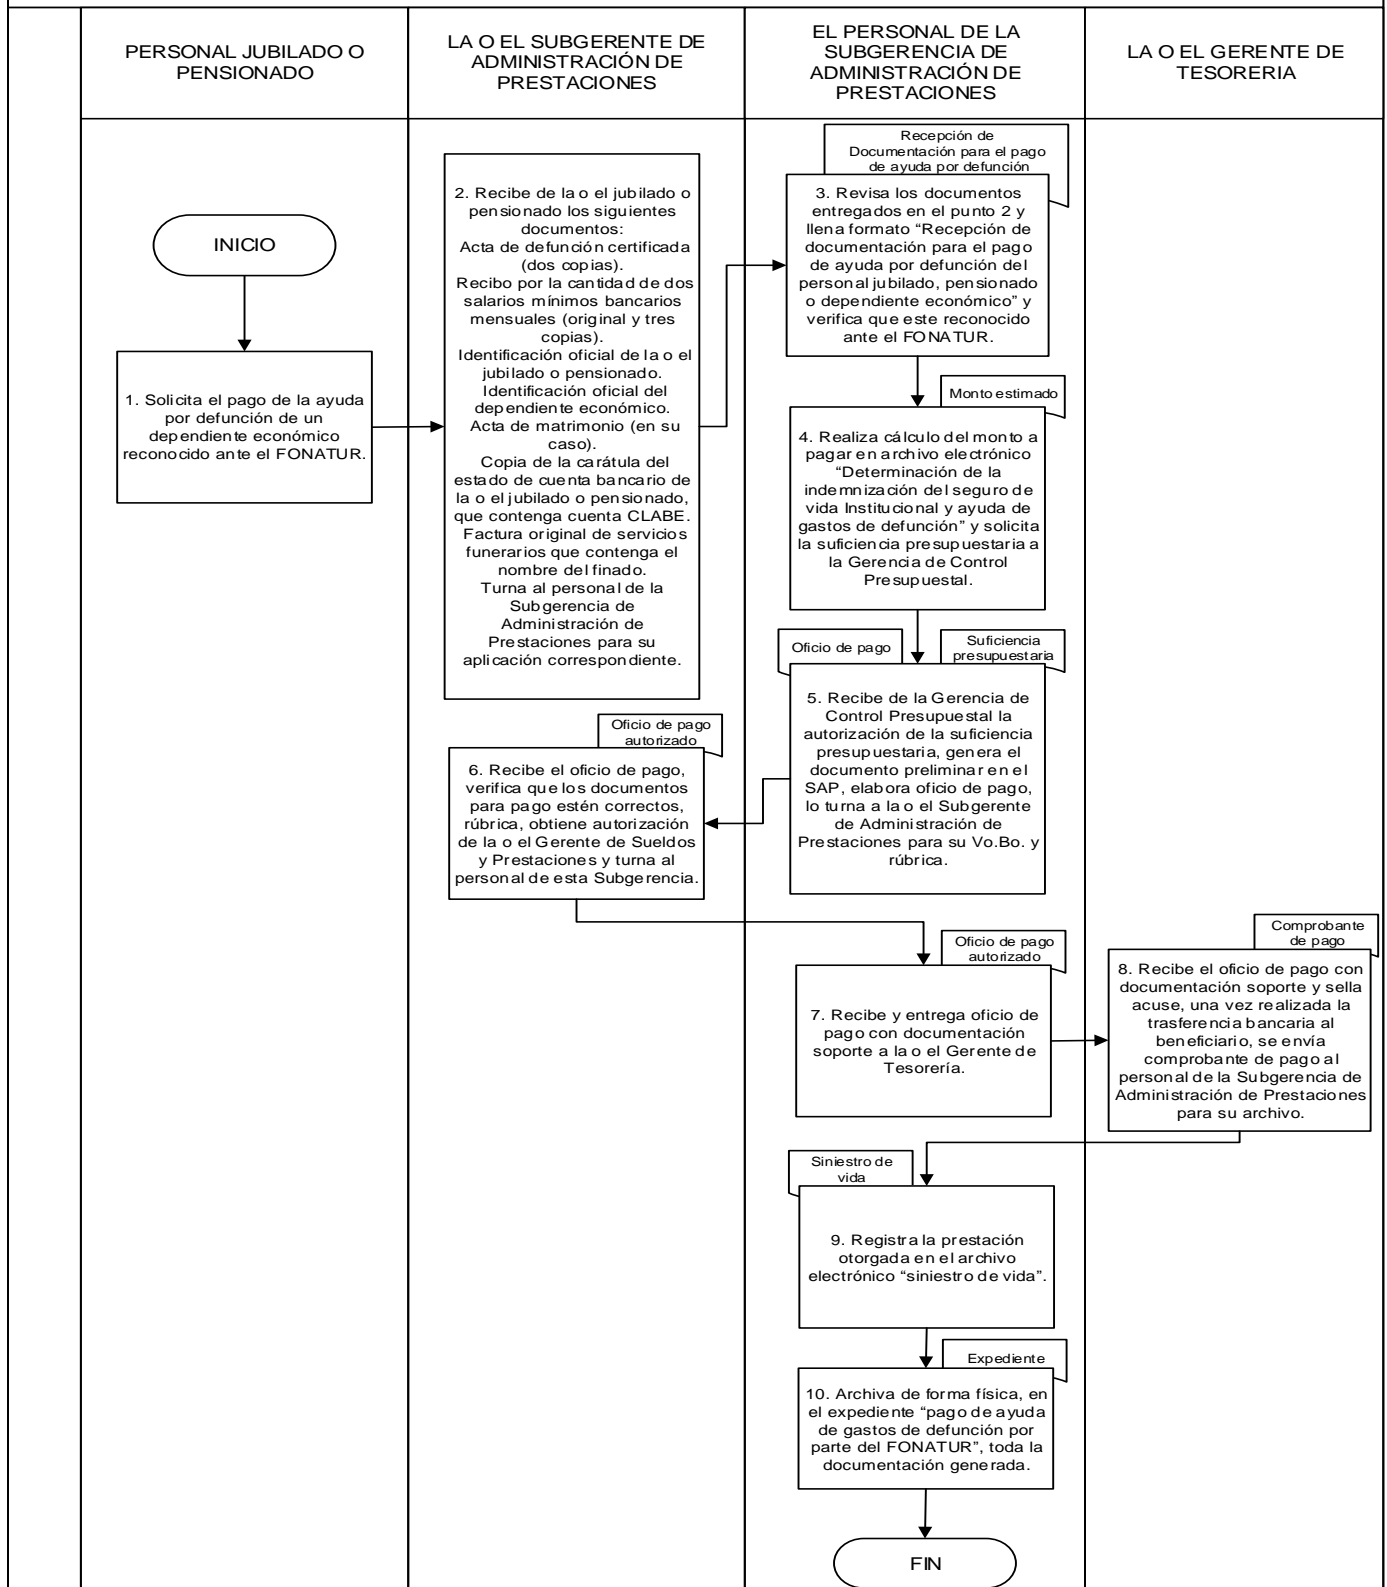 PERSONAL JUBILADO O
PENSIONADO
LA O EL SUBGERENTE DE
ADMINISTRACIÓN DE
PRESTACIONES
EL PERSONAL DE LA
SUBGERENCIA DE
ADMINISTRACIÓN DE
PRESTACIONES
LA O EL GERENTE DE
TESORERIA
INICIO
1. Solicita el pago de la ayuda
por defunción de un
dependiente económico
reconocido ante el FONATUR.
2. Recibe de la o el jubilado o
pensionado los siguientes
documentos:
Acta de defunción certificada
(dos copias).
Recibo por la cantidad de dos
salarios mínimos bancarios
mensuales (original y tres
copias).
Identificación oficial de la o el
jubilado o pensionado.
Identificación oficial del
dependiente económico.
Acta de matrimonio (en su
caso).
Copia de la carátula del
estado de cuenta bancario de
la o el jubilado o pensionado,
que contenga cuenta CLABE.
Factura original de servicios
funerarios que contenga el
nombre del finado.
Turna al personal de la
Subgerencia de
Administración de
Prestaciones para su
aplicación correspondiente.
Recepción de
Documentación para el pago
de ayuda por defunción
3. Revisa los documentos
entregados en el punto 2 y
llena formato “Recepción de
documentación para el pago
de ayuda por defunción del
personal jubilado, pensionado
o dependiente económico” y
verifica que este reconocido
ante el FONATUR.
Monto estimado
4. Realiza cálculo del monto a
pagar en archivo electrónico
“Determinación de la
indemnización del seguro de
vida Institucional y ayuda de
gastos de defunción” y solicita
la suficiencia presupuestaria a
la Gerencia de Control
Presupuestal.
Oficio de pago
Suficiencia
presupuestaria
5. Recibe de la Gerencia de
Control Presupuestal la
autorización de la suficiencia
presupuestaria, genera el
documento preliminar en el
SAP, elabora oficio de pago,
lo turna a la o el Subgerente
de Administración de
Prestaciones para su Vo.Bo. y
rúbrica.
Oficio de pago
autorizado
6. Recibe el oficio de pago,
verifica que los documentos
para pago estén correctos,
rúbrica, obtiene autorización
de la o el Gerente de Sueldos
y Prestaciones y turna al
personal de esta Subgerencia.
Oficio de pago
autorizado
7. Recibe y entrega oficio de
pago con documentación
soporte a la o el Gerente de
Tesorería.
Comprobante
de pago
8. Recibe el oficio de pago con
documentación soporte y sella
acuse, una vez realizada la
trasferencia bancaria al
beneficiario, se envía
comprobante de pago al
personal de la Subgerencia de
Administración de Prestaciones
para su archivo.
Siniestro de
vida
9. Registra la prestación
otorgada en el archivo
electrónico “siniestro de vida”.
Expediente
10. Archiva de forma física, en
el expediente “pago de ayuda
de gastos de defunción por
parte del FONATUR”, toda la
documentación generada.
FIN